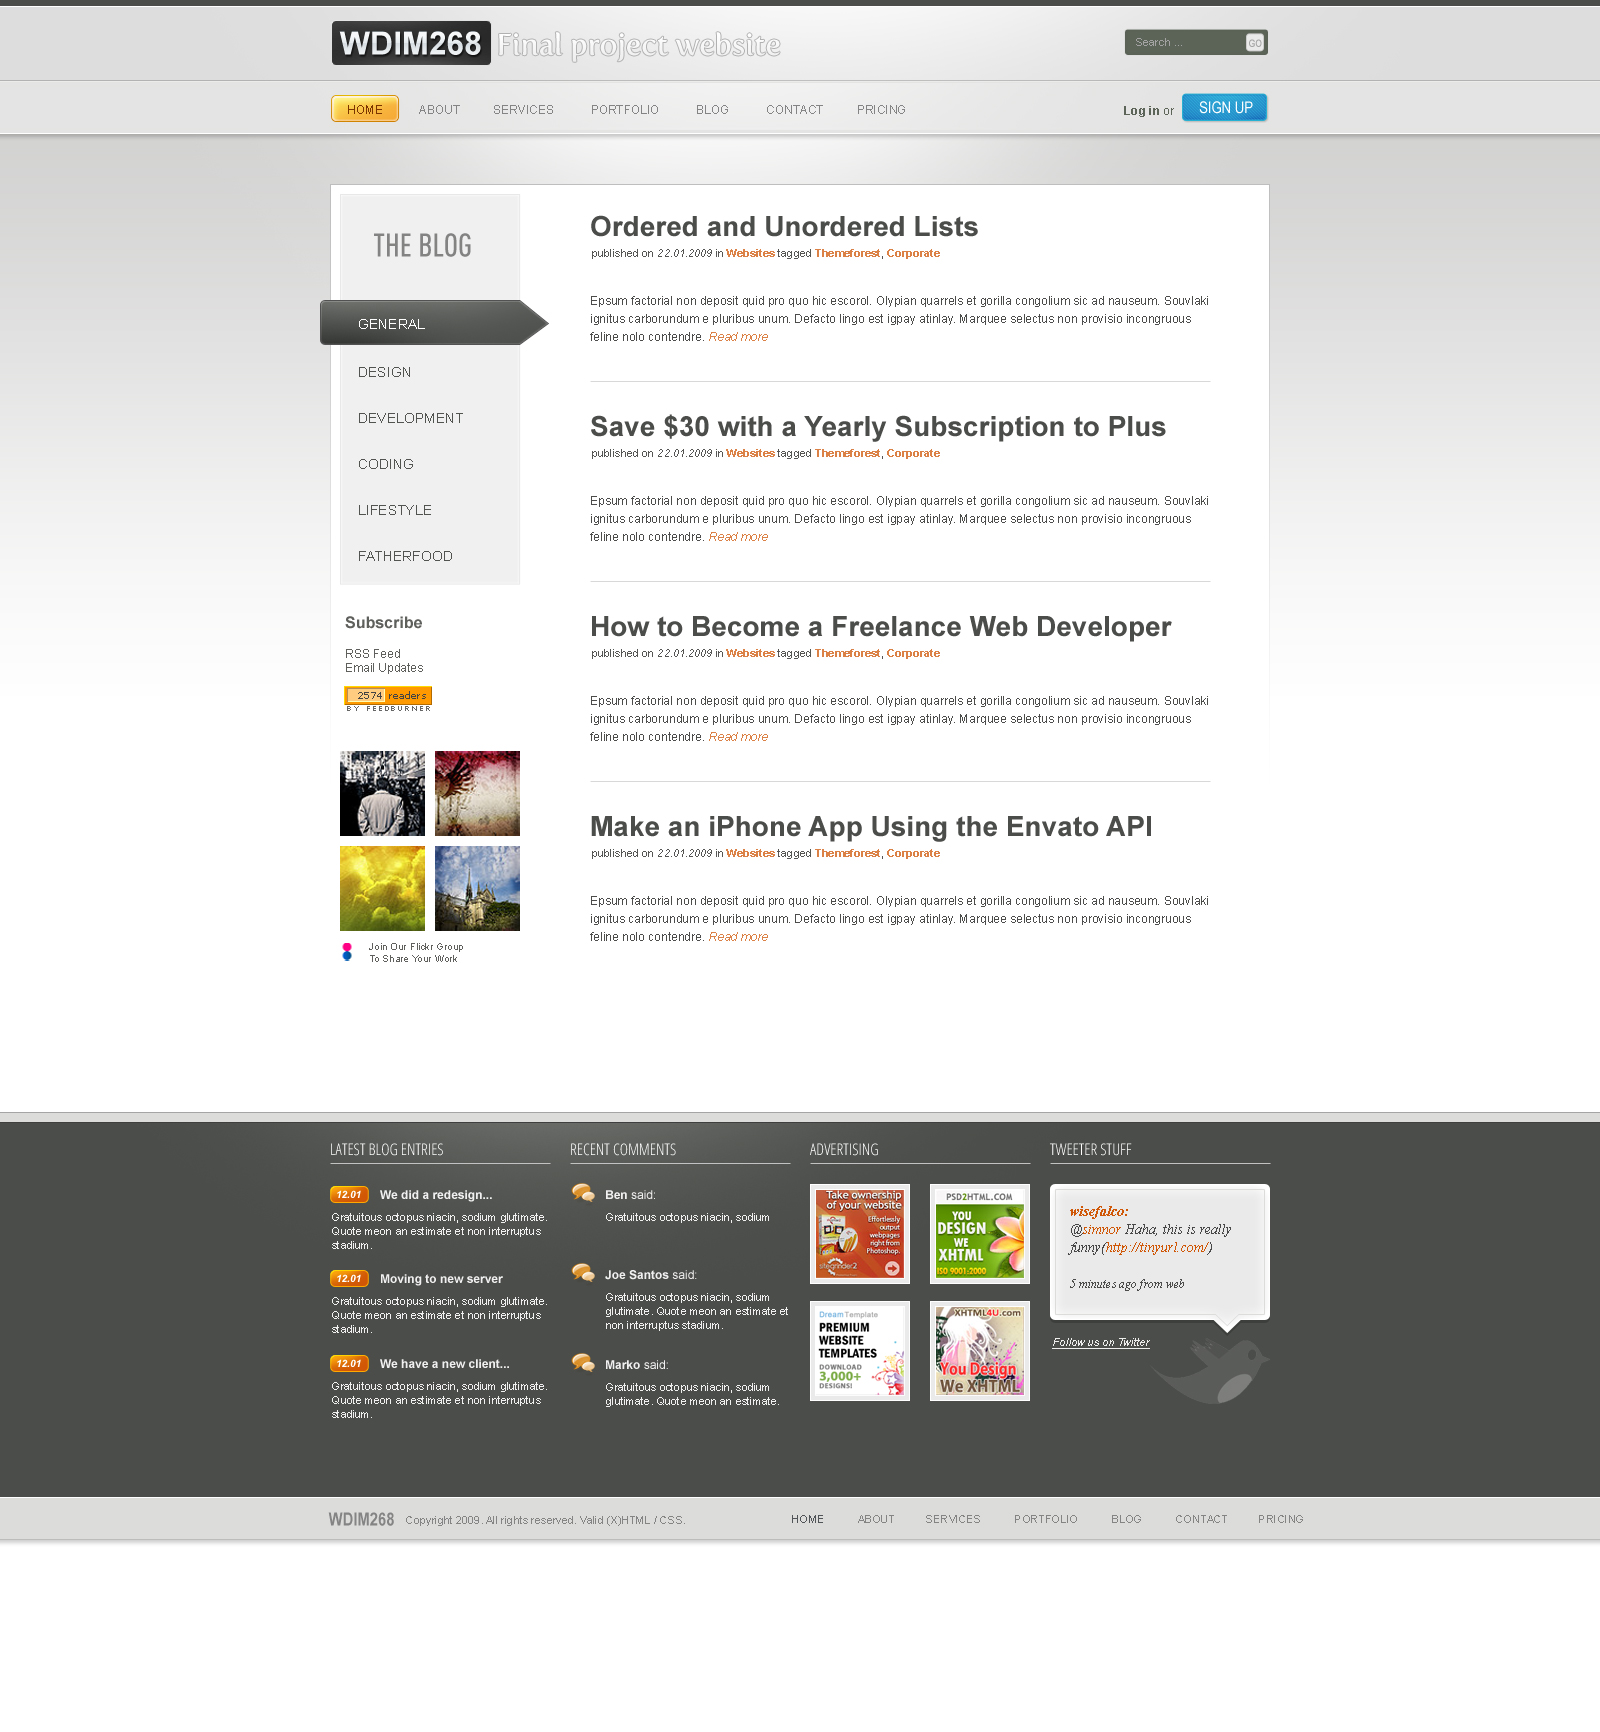 WDIM268 Final project website
Search ... GO
HOME ABOUT SERVICES PORTFOLIO BLOG CONTACT PRICING
Log in or SIGN UP
THE BLOG
GENERAL
DESIGN
DEVELOPMENT
CODING
LIFESTYLE
FATHERFOOD
Subscribe
RSS Feed
Email Updates
2574 readers
BY FEEDBURNER
Join Our Flickr Group
To Share Your Work
Ordered and Unordered Lists
published on 22.01.2009 in Websites tagged Themeforest, Corporate
Epsum factorial non deposit quid pro quo hic escorol. Olypian quarrels et gorilla congolium sic ad nauseum. Souvlaki
ignitus carborundum e pluribus unum. Defacto lingo est igpay atinlay. Marquee selectus non provisio incongruous
feline nolo contendre. Read more
Save $30 with a Yearly Subscription to Plus
published on 22.01.2009 in Websites tagged Themeforest, Corporate
Epsum factorial non deposit quid pro quo hic escorol. Olypian quarrels et gorilla congolium sic ad nauseum. Souvlaki
ignitus carborundum e pluribus unum. Defacto lingo est igpay atinlay. Marquee selectus non provisio incongruous
feline nolo contendre. Read more
How to Become a Freelance Web Developer
published on 22.01.2009 in Websites tagged Themeforest, Corporate
Epsum factorial non deposit quid pro quo hic escorol. Olypian quarrels et gorilla congolium sic ad nauseum. Souvlaki
ignitus carborundum e pluribus unum. Defacto lingo est igpay atinlay. Marquee selectus non provisio incongruous
feline nolo contendre. Read more
Make an iPhone App Using the Envato API
published on 22.01.2009 in Websites tagged Themeforest, Corporate
Epsum factorial non deposit quid pro quo hic escorol. Olypian quarrels et gorilla congolium sic ad nauseum. Souvlaki
ignitus carborundum e pluribus unum. Defacto lingo est igpay atinlay. Marquee selectus non provisio incongruous
feline nolo contendre. Read more
LATEST BLOG ENTRIES
12.01 We did a redesign...
Gratuitous octopus niacin, sodium glutimate.
Quote meon an estimate et non interruptus
stadium.
12.01 Moving to new server
Gratuitous octopus niacin, sodium glutimate.
Quote meon an estimate et non interruptus
stadium.
12.01 We have a new client...
Gratuitous octopus niacin, sodium glutimate.
Quote meon an estimate et non interruptus
stadium.
RECENT COMMENTS
Ben said:
Gratuitous octopus niacin, sodium
Joe Santos said:
Gratuitous octopus niacin, sodium
glutimate. Quote meon an estimate et
non interruptus stadium.
Marko said:
Gratuitous octopus niacin, sodium
glutimate. Quote meon an estimate.
ADVERTISING
Take ownership
of your website
Effortlessly
output
webpages
right from
Photoshop.
sitegrinder2
PSD2HTML.COM
YOU
DESIGN
WE
XHTML
ISO 9001:2000
DreamTemplate
PREMIUM
WEBSITE
TEMPLATES
DOWNLOAD
3,000+
DESIGNS!
XHTML4U.com
You Design
We XHTML
TWEETER STUFF
wisefalco:
@simnor Haha, this is really
funny(http://tinyurl.com/)
5 minutes ago from web
Follow us on Twitter
WDIM268 Copyright 2009. All rights reserved. Valid (X)HTML / CSS.
HOME ABOUT SERVICES PORTFOLIO BLOG CONTACT PRICING